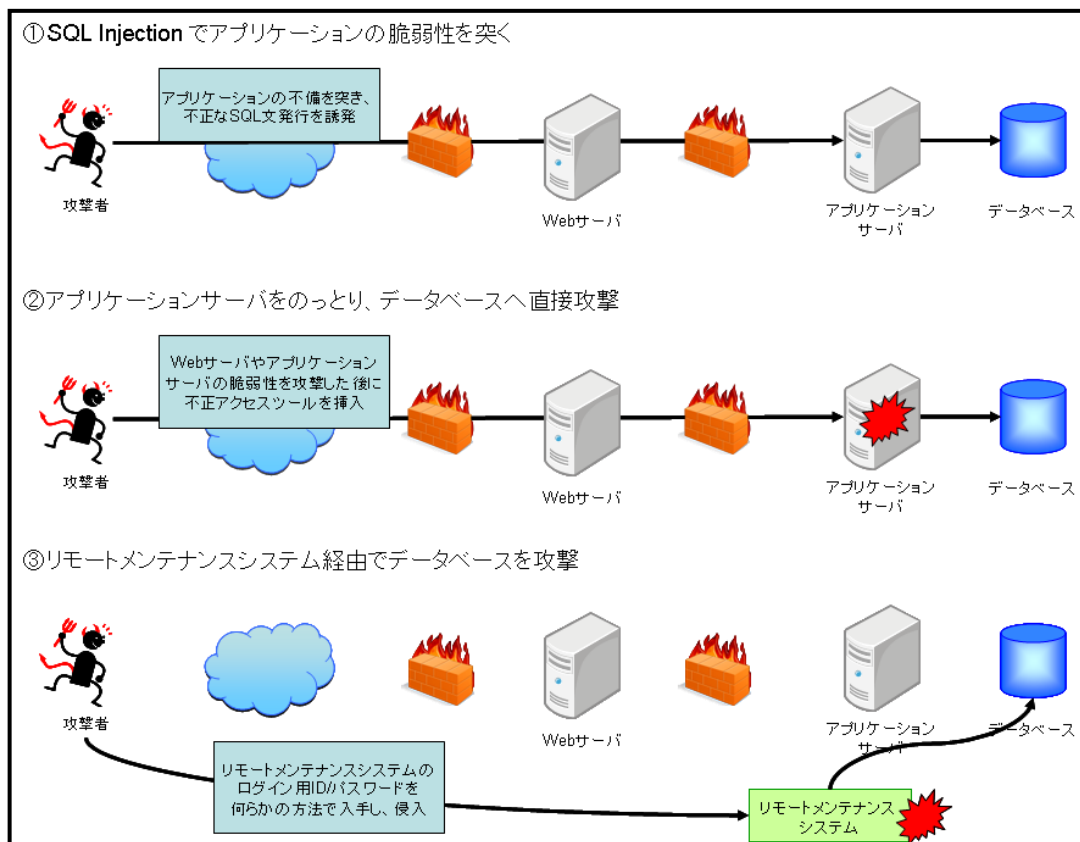 ①SQL Injection でアプリケーションの脆弱性を突く
アプリケーションの不備を突き、
不正なSQL文発行を誘発
攻撃者
Webサーバ
アプリケーション
サーバ
データベース
②アプリケーションサーバをのっとり、データベースへ直接攻撃
Webサーバやアプリケーション
サーバの脆弱性を攻撃した後に
不正アクセスツールを挿入
攻撃者
Webサーバ
アプリケーション
サーバ
データベース
③リモートメンテナンスシステム経由でデータベースを攻撃
攻撃者
Webサーバ
アプリケーション
サーバ
データベース
リモートメンテナンスシステムの
ログイン用ID/パスワードを
何らかの方法で入手し、侵入
リモートメンテナンス
システム